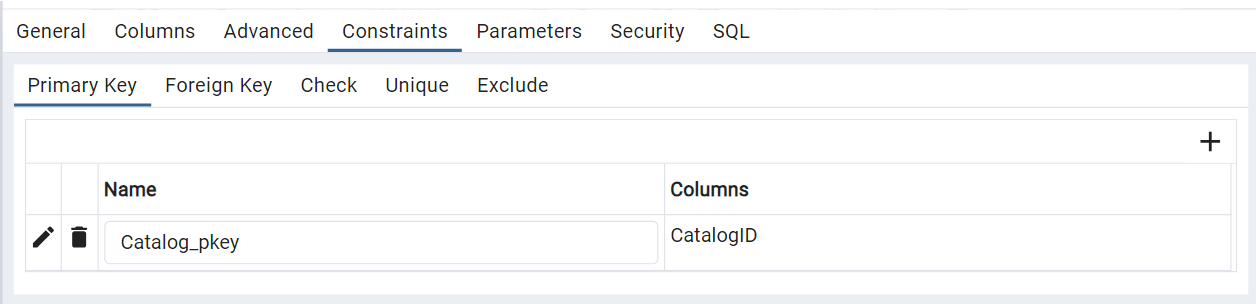 General Columns Advanced Constraints Parameters Security SQL
Primary Key Foreign Key Check Unique Exclude
Name Columns
Catalog_pkey CatalogID